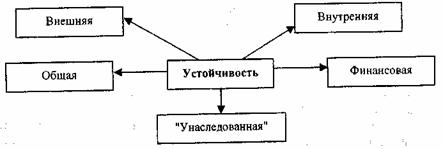 Внешняя
Внутренняя
Общая
Устойчивость
Финансовая
"Унаследованная"